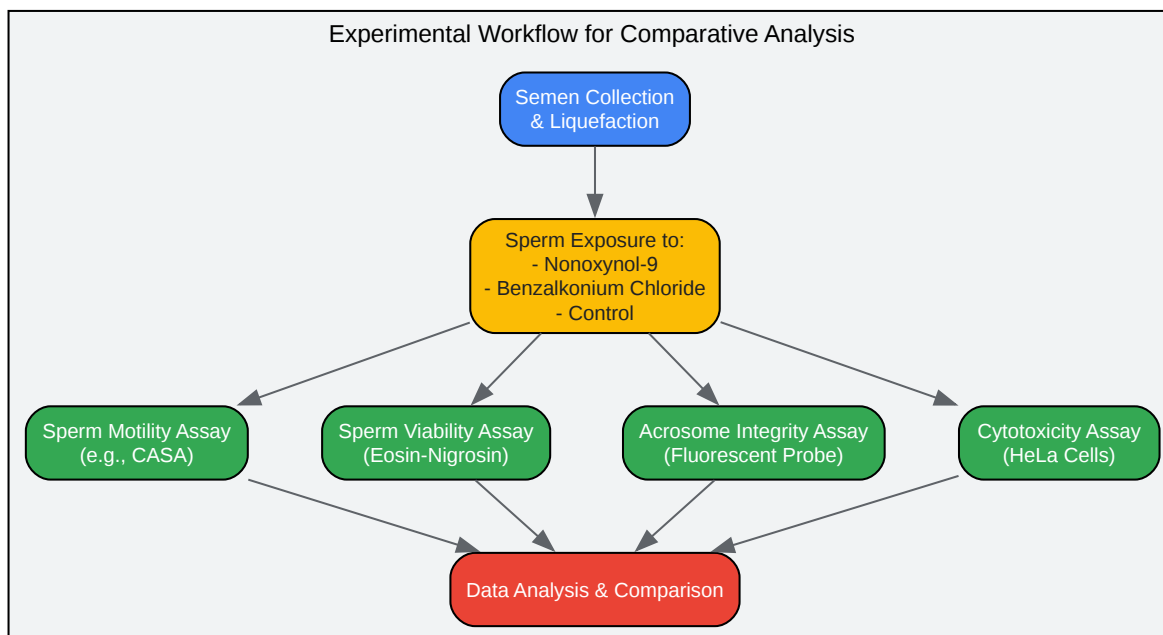 Experimental Workflow for Comparative Analysis
Semen Collection
& Liquefaction
Sperm Exposure to:
- Nonoxynol-9
- Benzalkonium Chloride
- Control
Sperm Motility Assay
(e.g., CASA)
Sperm Viability Assay
(Eosin-Nigrosin)
Acrosome Integrity Assay
(Fluorescent Probe)
Cytotoxicity Assay
(HeLa Cells)
Data Analysis & Comparison